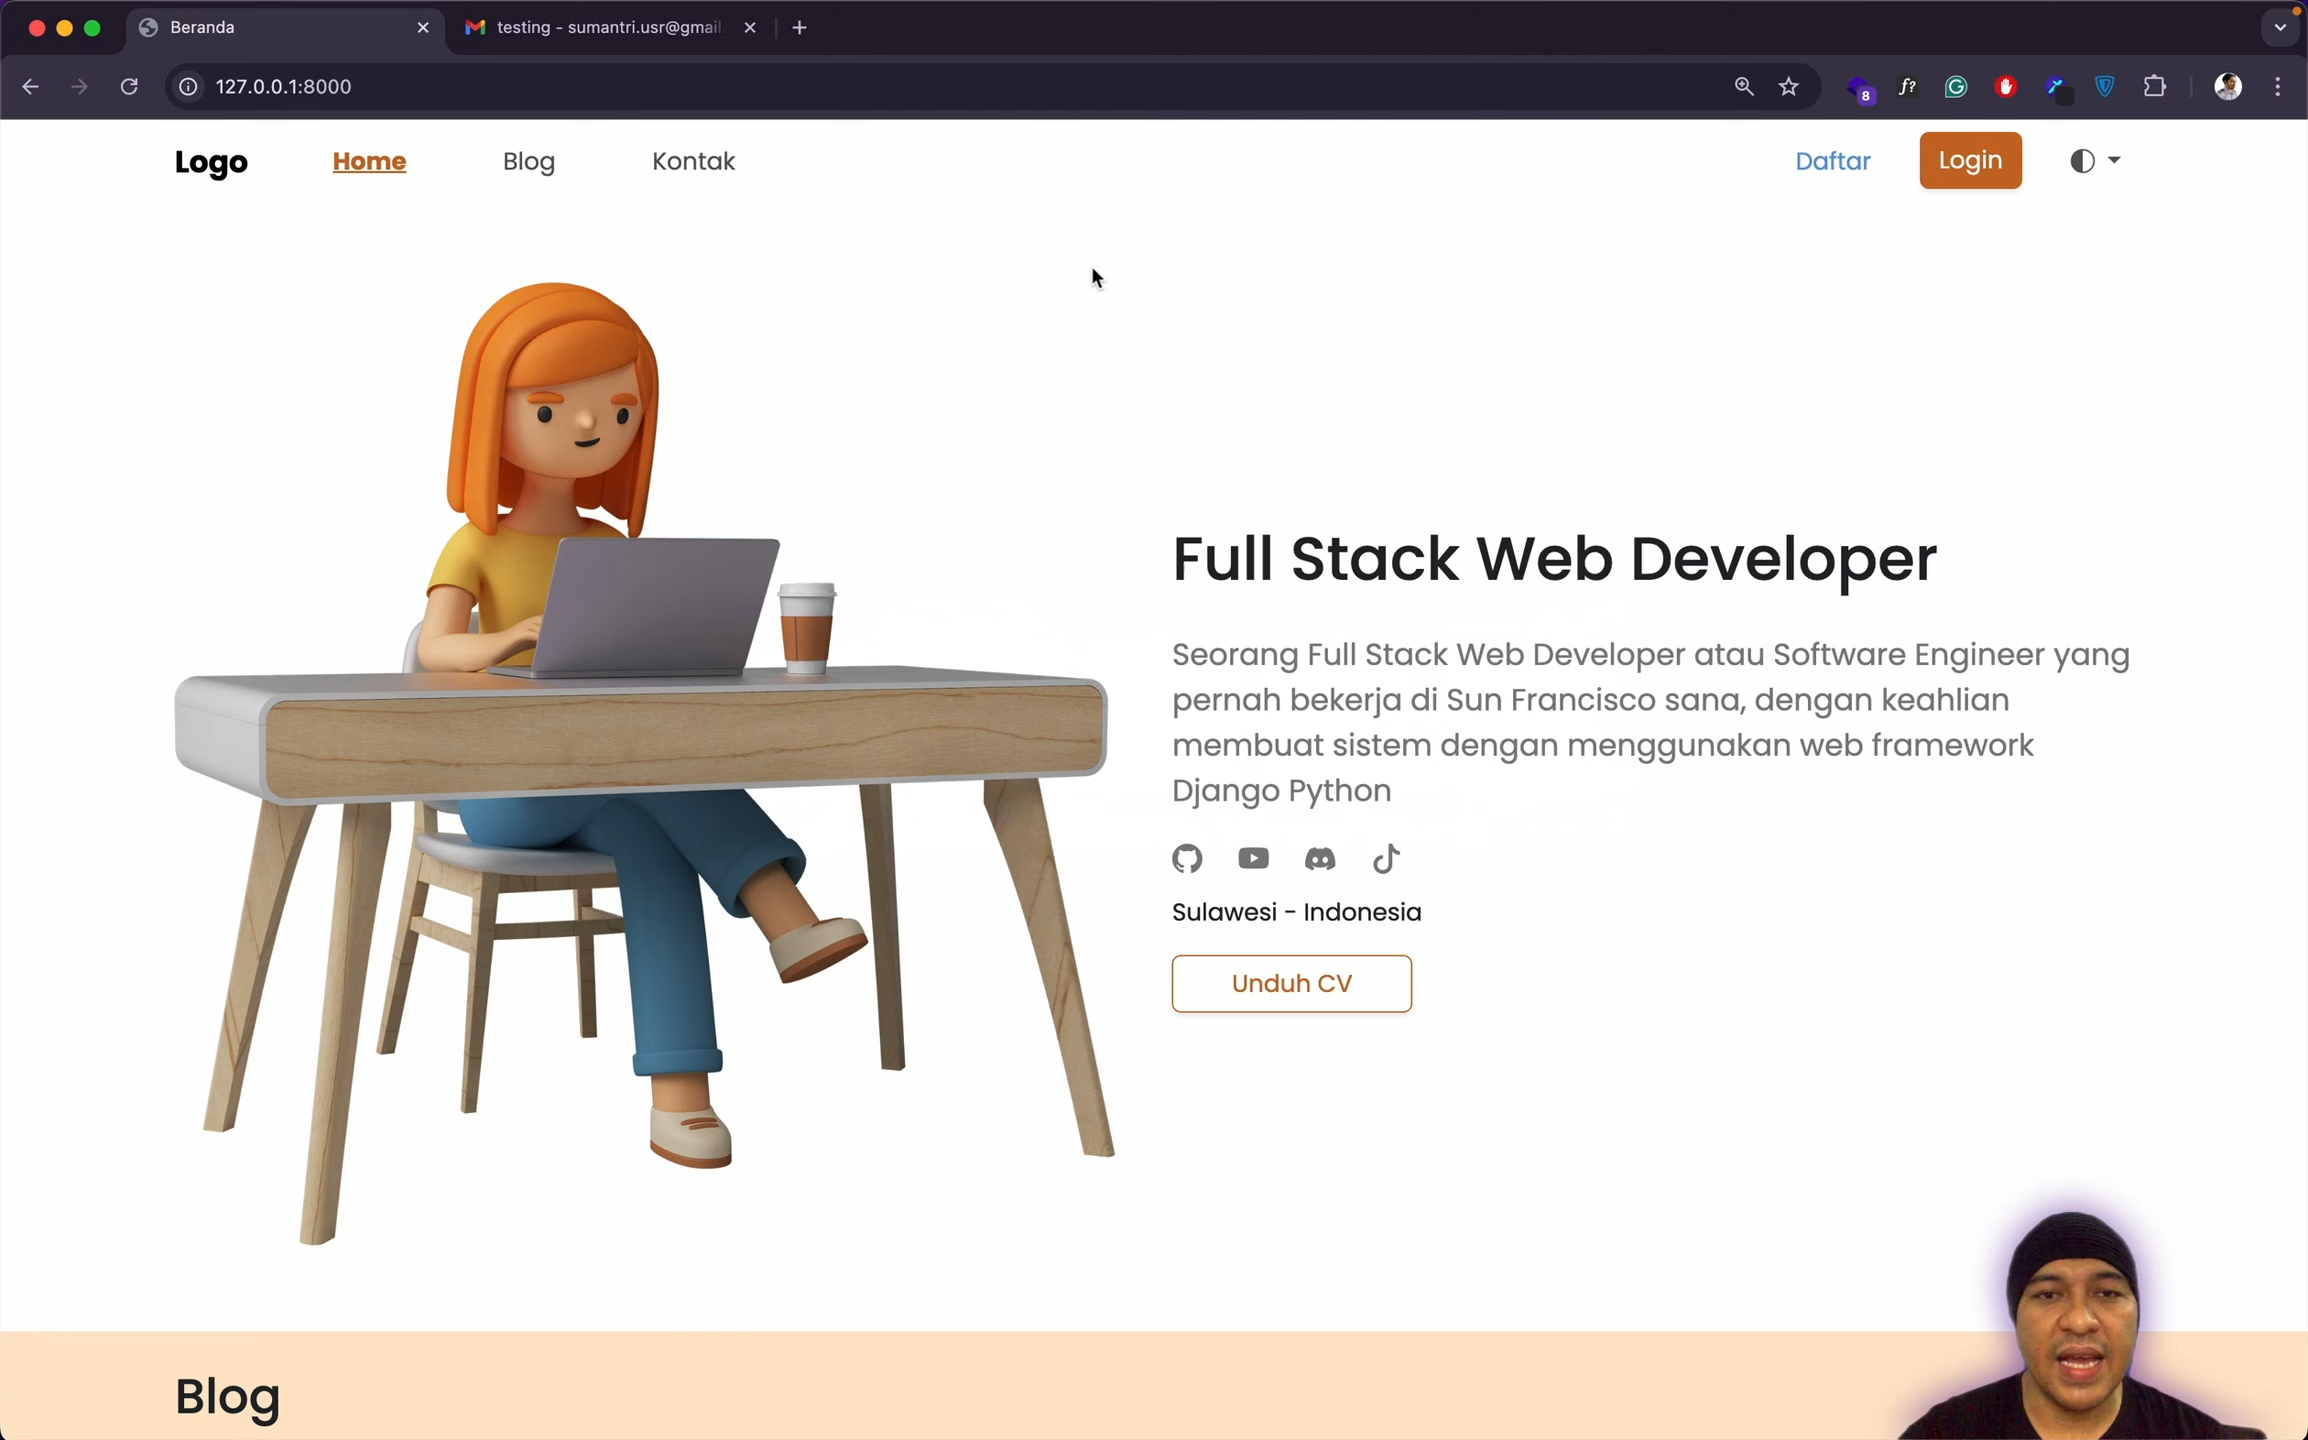 Beranda
testing - sumantri.usr@gmail.
127.0.0.1:8000
8
f?
Logo
Home
Blog
Kontak
Daftar
Login
Full Stack Web Developer
Seorang Full Stack Web Developer atau Software Engineer yang
pernah bekerja di Sun Francisco sana, dengan keahlian
membuat sistem dengan menggunakan web framework
Django Python
Sulawesi - Indonesia
Unduh CV
Blog